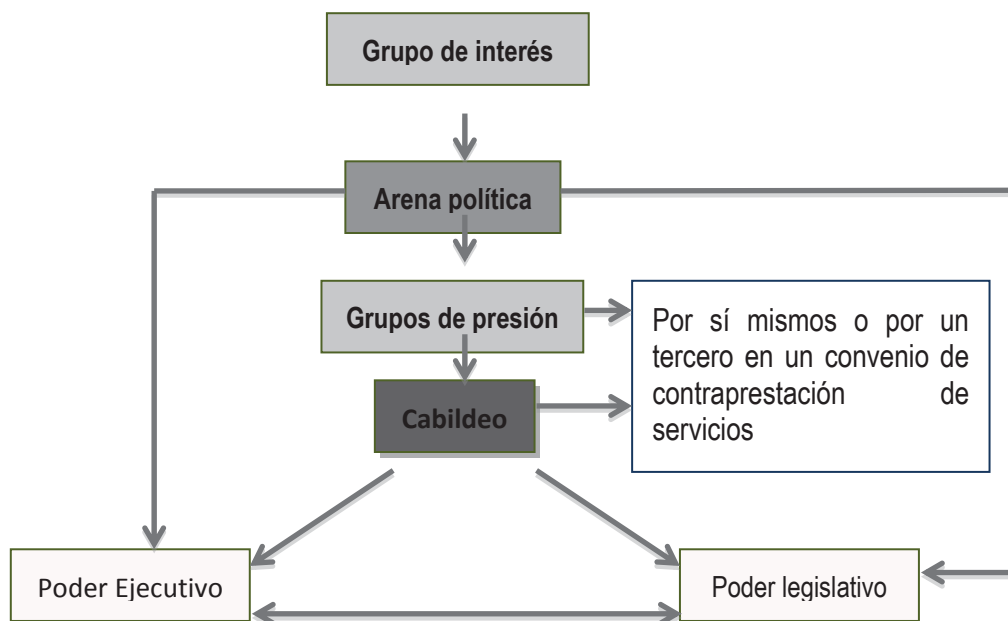 Grupo de interés
Arena política
Grupos de presión
Por sí mismos o por un
tercero en un convenio de
contraprestación de
servicios
Cabildeo
Poder Ejecutivo
Poder legislativo